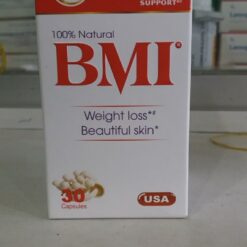 SUPPORT
100% Natural
BMI®
Weight loss*#
Beautiful skin*
30
Capsules
USA